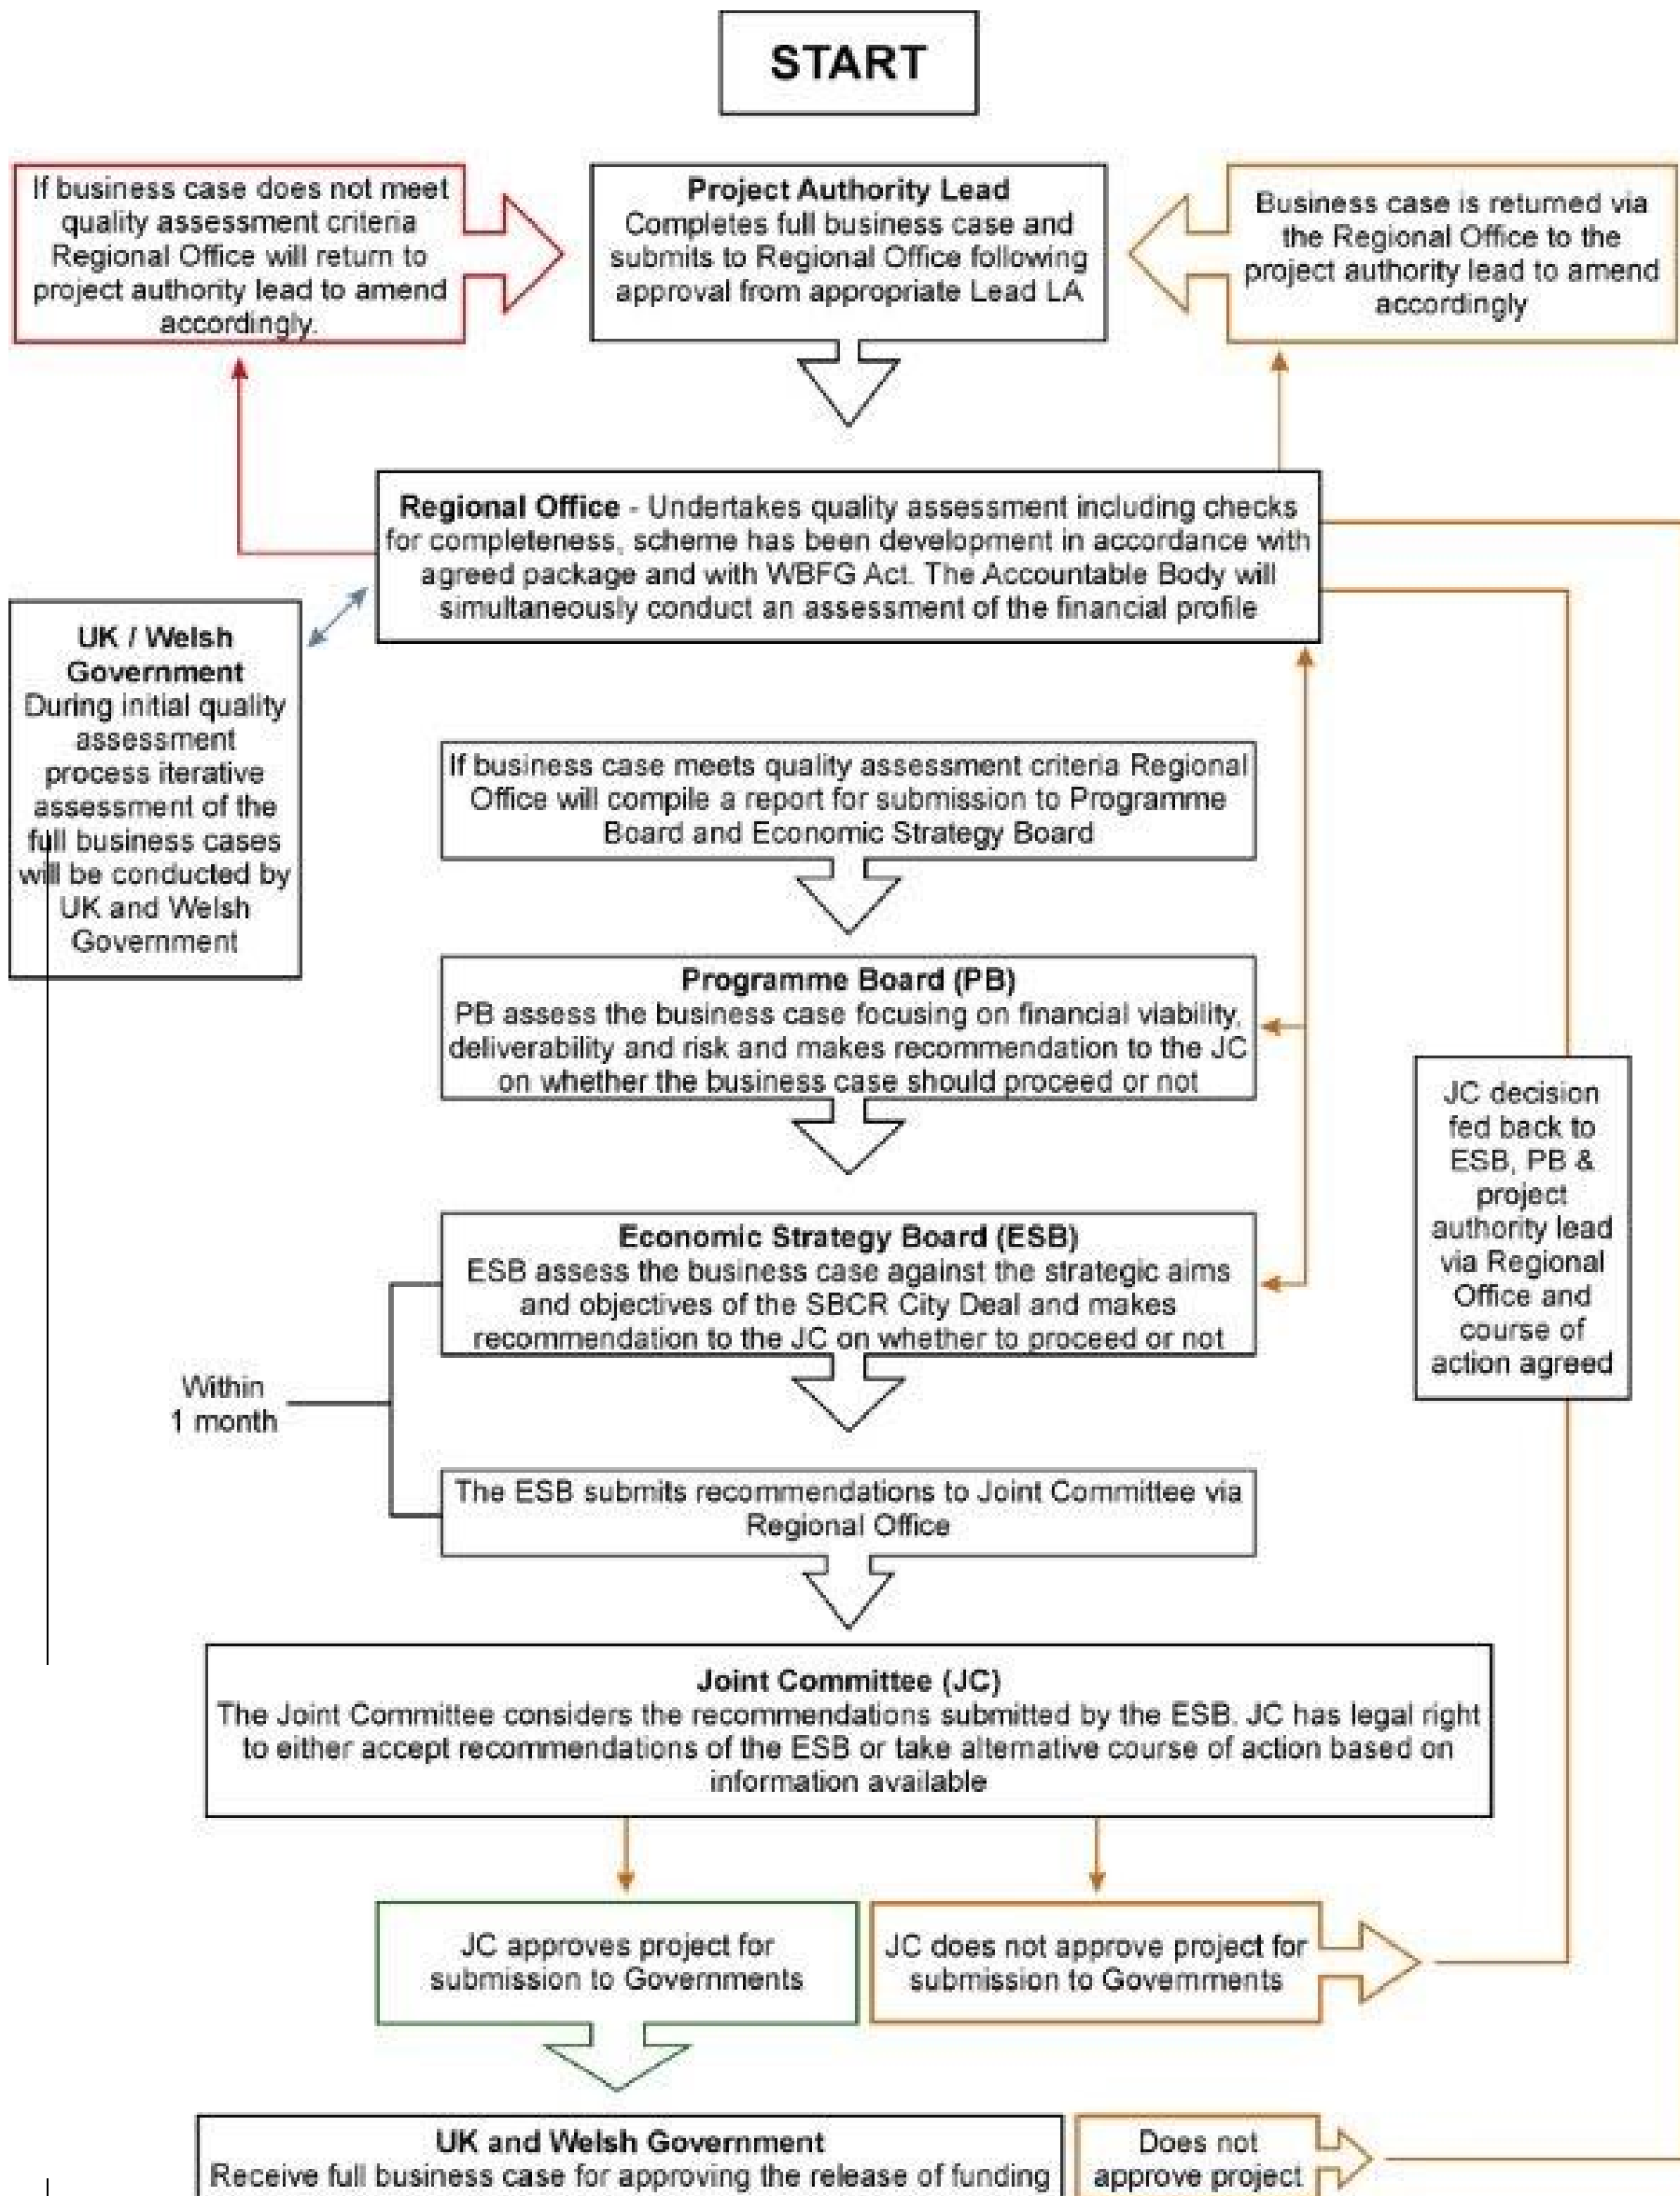 START
If business case does not meet
quality assessment criteria
Regional Office will return to
project authority lead to amend
accordingly.
Project Authority Lead
Completes full business case and
submits to Regional Office following
approval from appropriate Lead LA
Business case is returned via
the Regional Office to the
project authority lead to amend
accordingly
Regional Office - Undertakes quality assessment including checks
for completeness, scheme has been development in accordance with
agreed package and with WBFG Act. The Accountable Body will
simultaneously conduct an assessment of the financial profile
UK / Welsh
Government
During initial quality
assessment
process iterative
assessment of the
full business cases
will be conducted by
UK and Welsh
Government
If business case meets quality assessment criteria Regional
Office will compile a report for submission to Programme
Board and Economic Strategy Board
Programme Board (PB)
PB assess the business case focusing on financial viability,
deliverability and risk and makes recommendation to the JC
on whether the business case should proceed or not
JC decision
fed back to
ESB, PB &
project
authority lead
via Regional
Office and
course of
action agreed
Economic Strategy Board (ESB)
ESB assess the business case against the strategic aims
and objectives of the SBCR City Deal and makes
recommendation to the JC on whether to proceed or not
Within
1 month
The ESB submits recommendations to Joint Committee via
Regional Office
Joint Committee (JC)
The Joint Committee considers the recommendations submitted by the ESB. JC has legal right
to either accept recommendations of the ESB or take alternative course of action based on
information available
JC approves project for
submission to Governments
JC does not approve project for
submission to Governments
UK and Welsh Government
Receive full business case for approving the release of funding
Does not
approve project